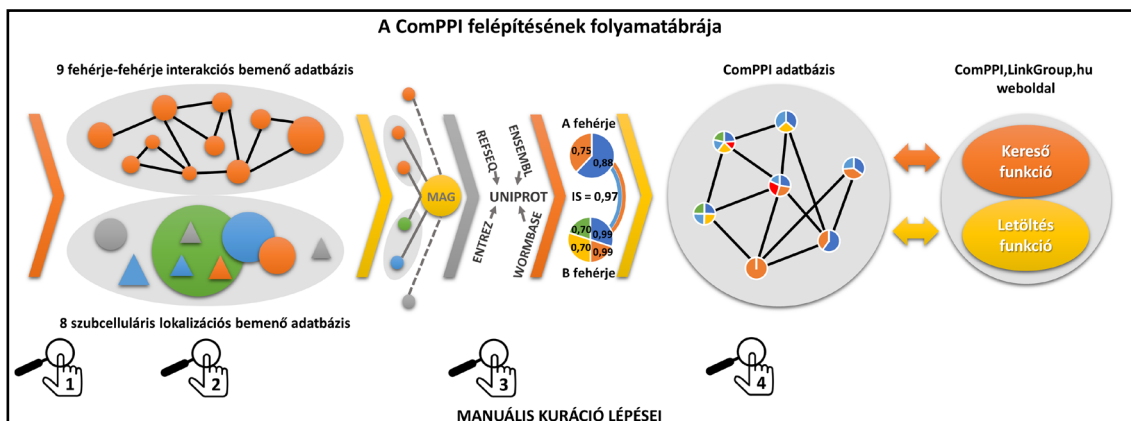 A ComPPI felépítésének folyamatábrája
9 fehérje-fehérje interakciós bemenő adatbázis
8 szubcelluláris lokalizációs bemenő adatbázis
MAG
REFSEQ
ENSEMBL
UNIPROT
ENTREZ
WORMBASE
A fehérje
0,75
0,88
IS = 0,97
0,70
0,99
0,70
0,99
B fehérje
ComPPI adatbázis
ComPPI,LinkGroup,hu
weboldal
Kereső
funkció
Letöltés
funkció
1
2
3
4
MANUÁLIS KURÁCIÓ LÉPÉSEI